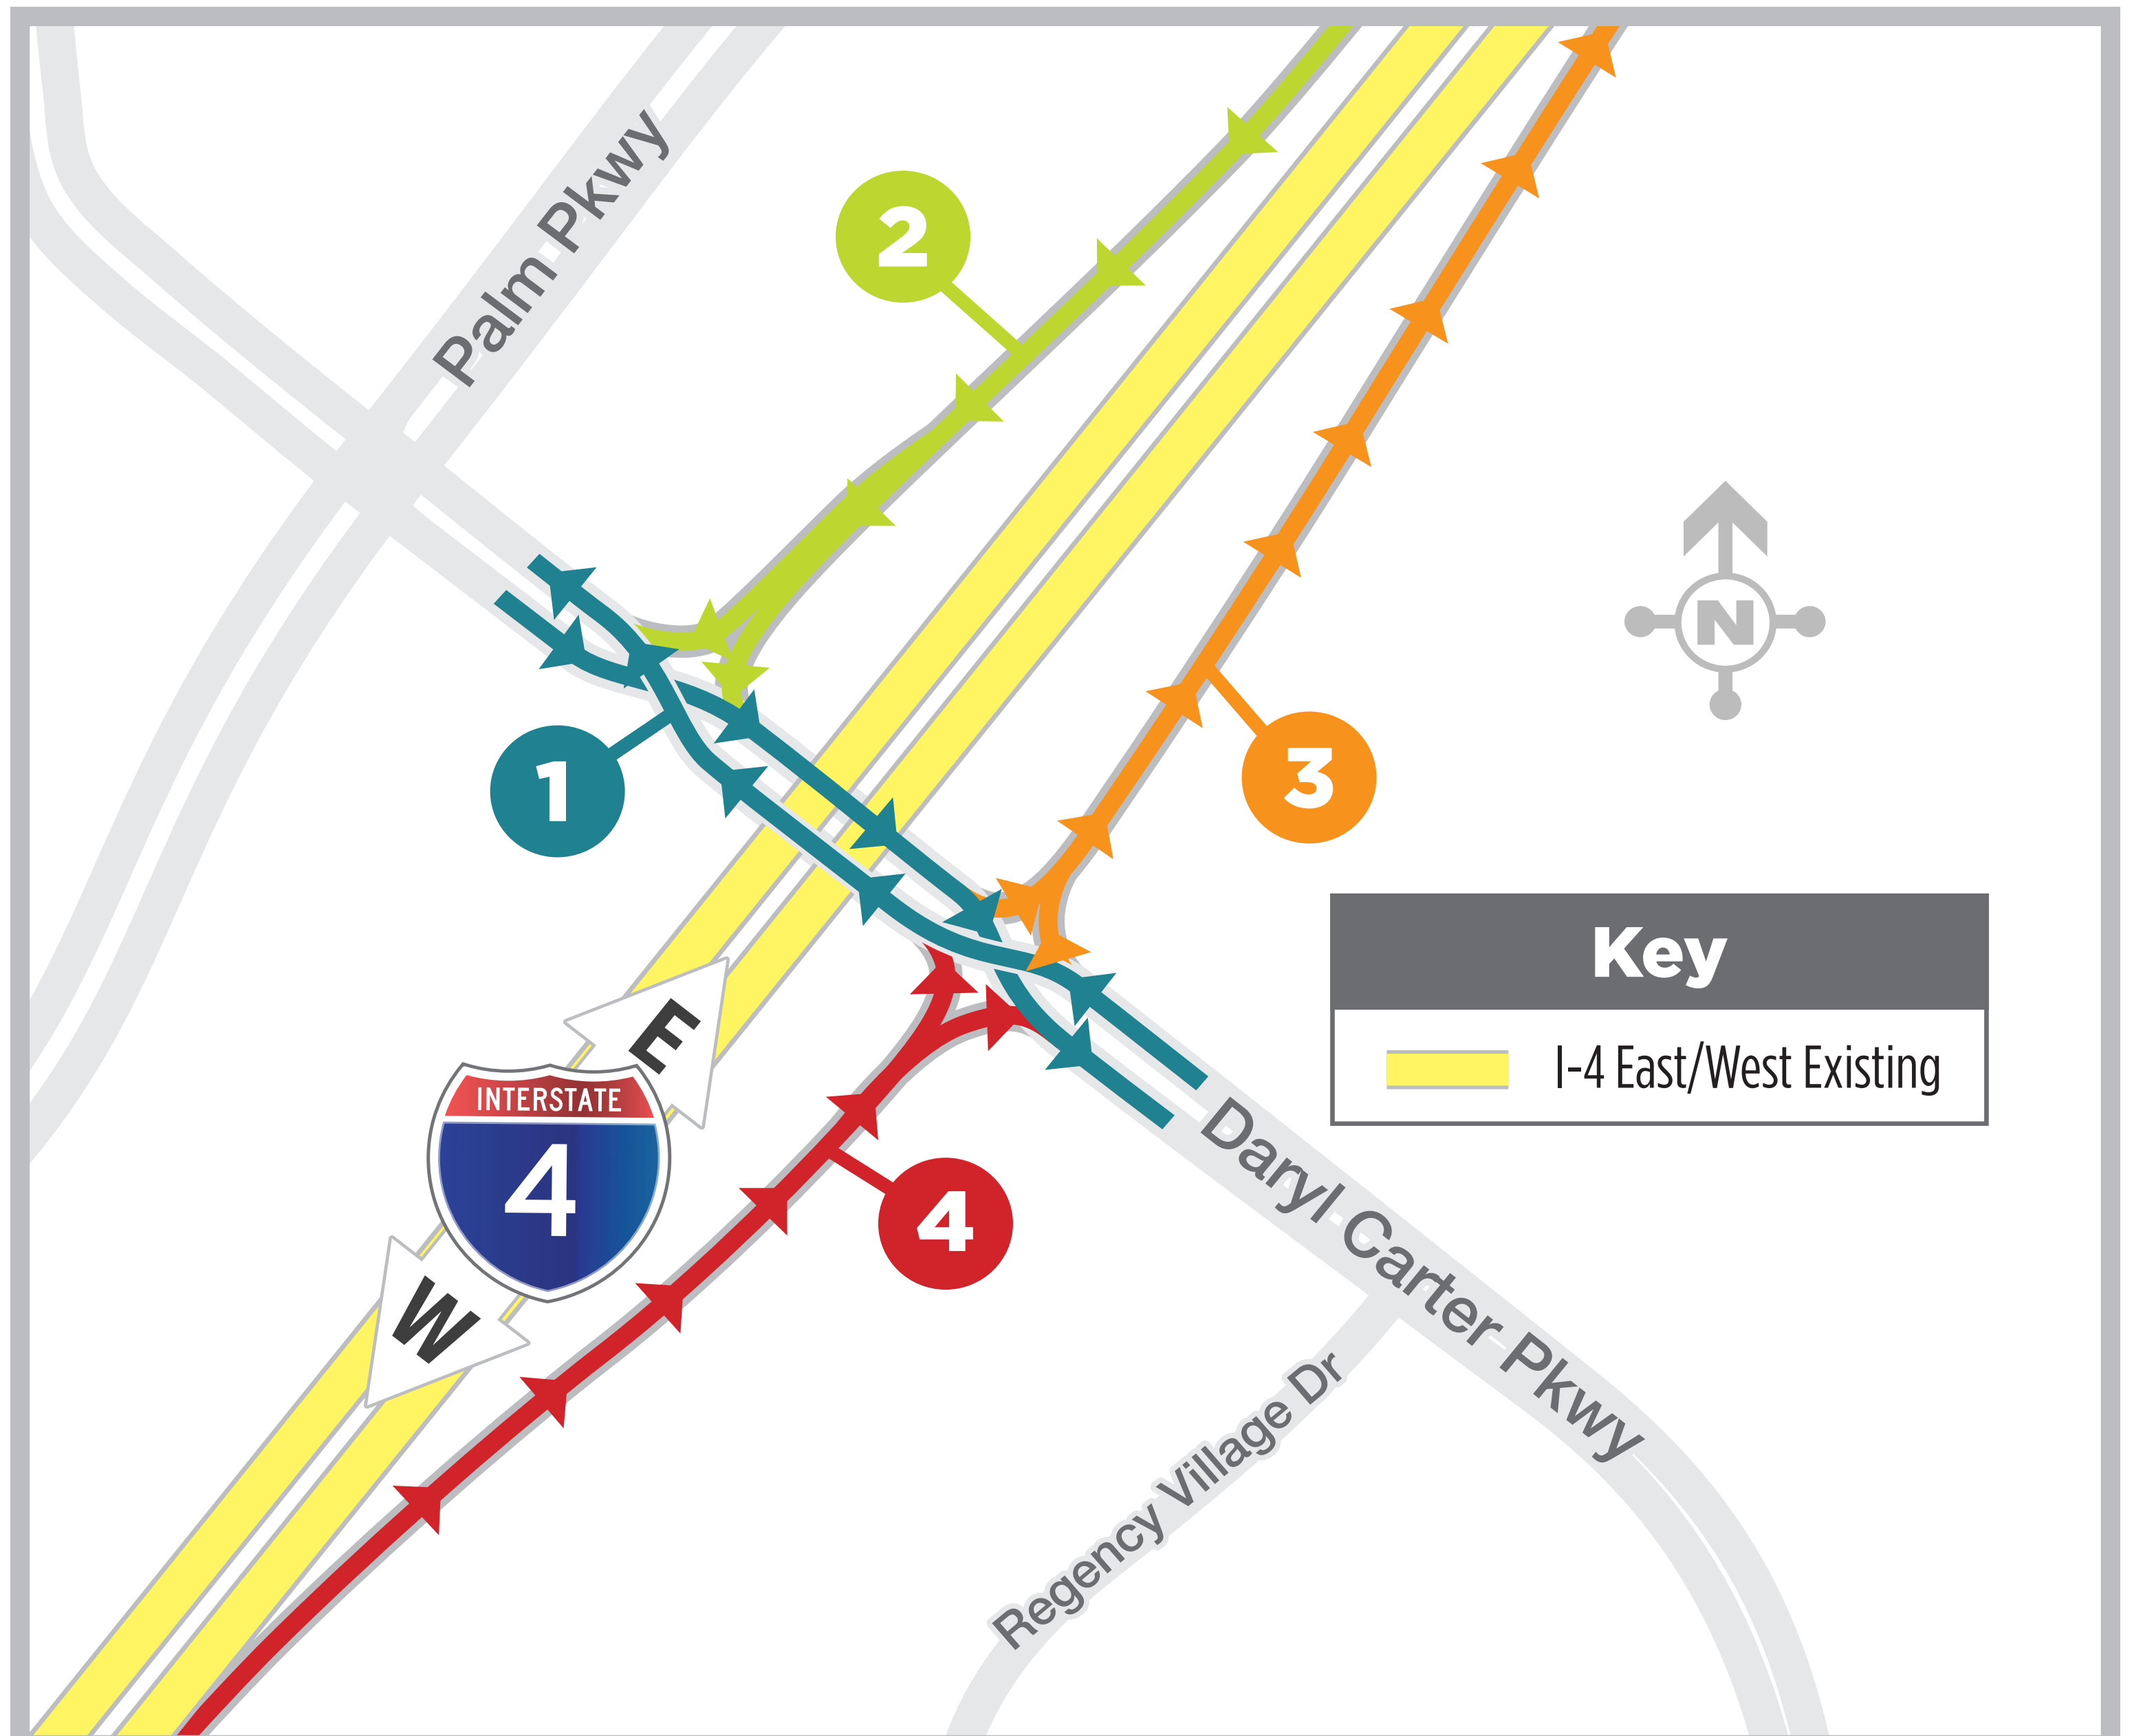 Palm Pkwy
2
N
3
1
Key
I-4 East/West Existing
E
INTERSTATE
4
W
4
Daryl Carter Pkwy
Regency Village Dr